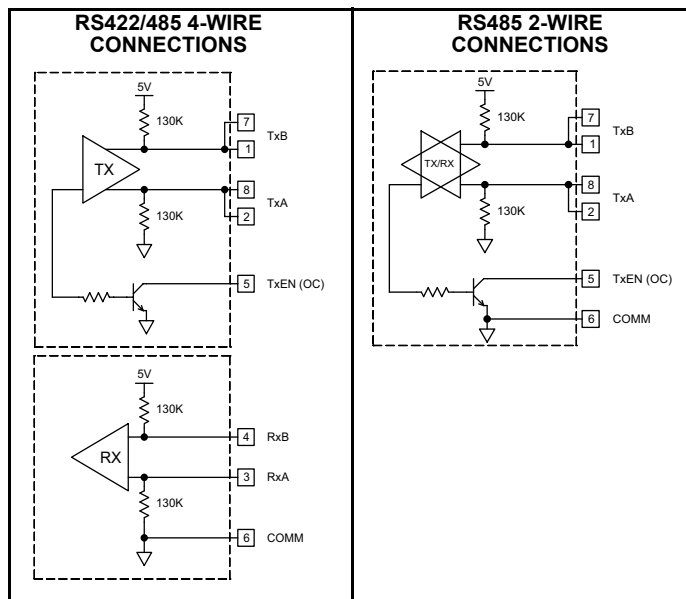 RS422/485 4-WIRE
CONNECTIONS
5V
130K
7
TxB
1
TX
8
TxA
130K
2
5
TxEN (OC)
5V
130K
4
RxB
RX
3
RxA
130K
6
COMM
RS485 2-WIRE
CONNECTIONS
5V
130K
7
TxB
1
TX/RX
8
TxA
130K
2
5
TxEN (OC)
6
COMM